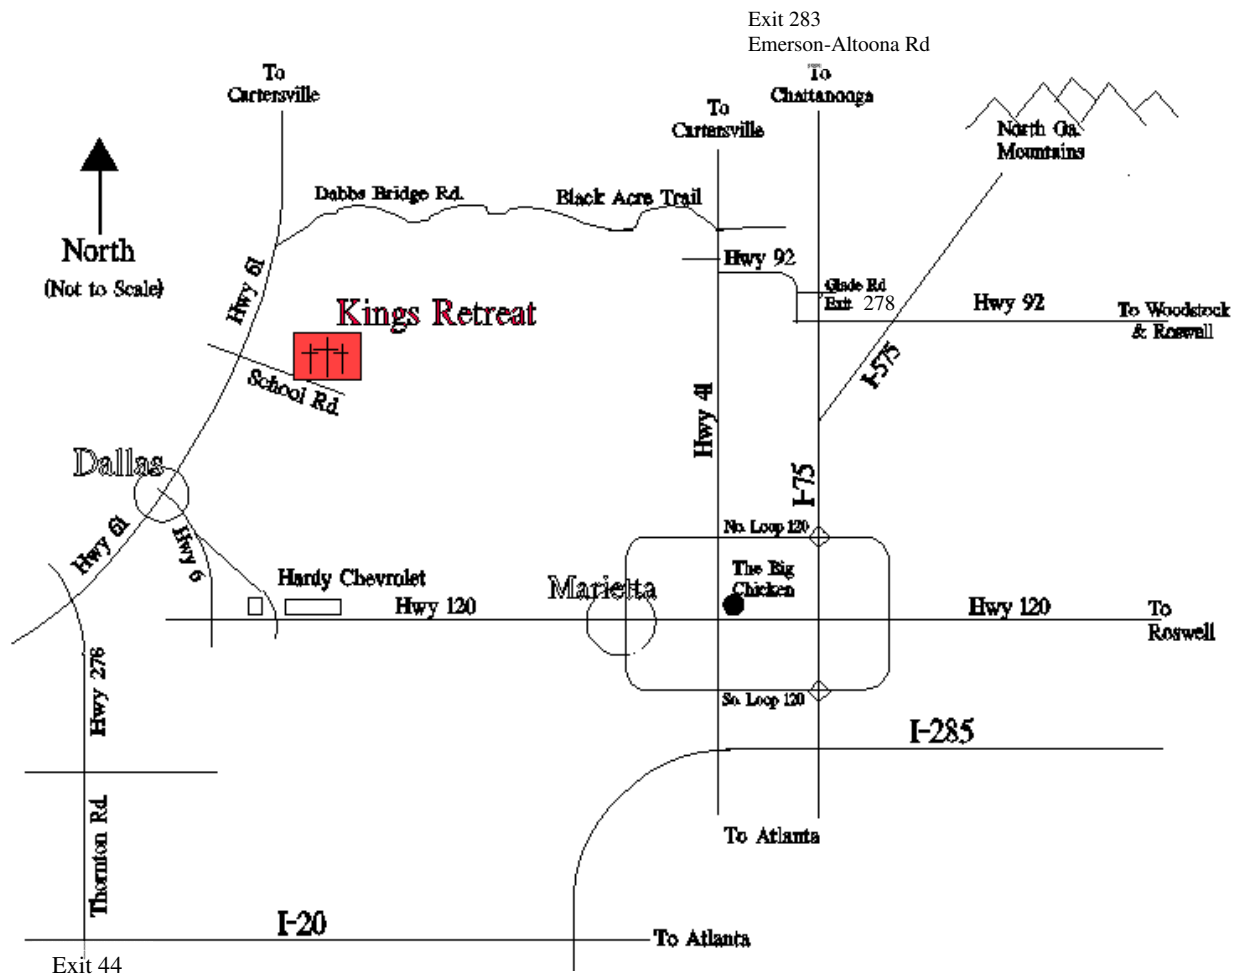 Exit 283
Emerson-Altoona Rd
To
Cartersville
To
Chattanooga
To
Cartersville
North Ga.
Mountains
North
(Not to Scale)
Dabbs Bridge Rd.
Black Acre Trail
Hwy 61
Hwy 92
Glade Rd
Exit 278
Hwy 92
To Woodstock
& Roswell
Kings Retreat
School Rd.
I-575
Hwy 41
I-75
Dallas
Hwy 61
Hwy 6
No. Loop 120
Hardy Chevrolet
Marietta
The Big
Chicken
Hwy 120
Hwy 120
To
Roswell
Hwy 278
So. Loop 120
I-285
Thornton Rd.
To Atlanta
I-20
To Atlanta
Exit 44